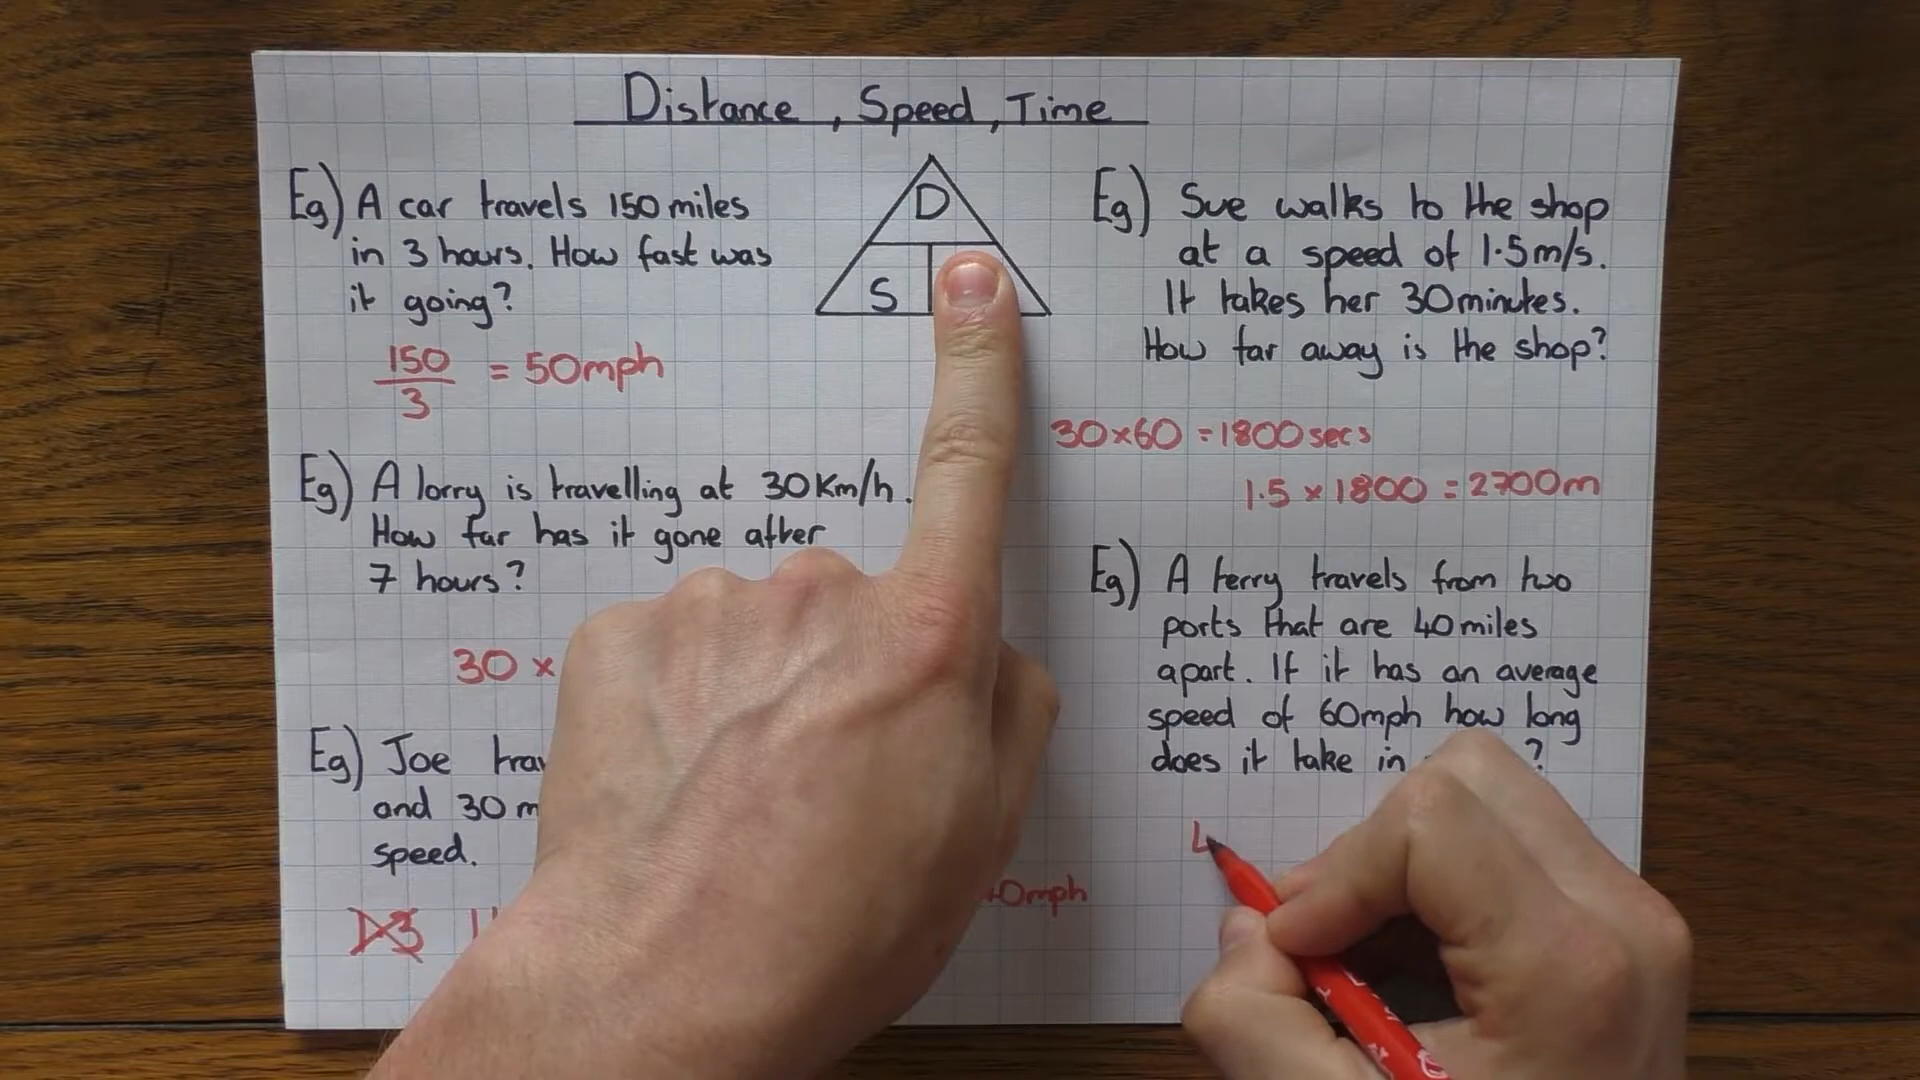 Distance, Speed, Time
Eg) A car travels 150 miles
in 3 hours. How fast was
it going?
150
3
= 50mph
Eg) A lorry is travelling at 30Km/h.
How far has it gone after
7 hours?
30 ×
Eg) Joe
and 30
speed.
D
S
Eg) Sue walks to the shop
at a speed of 1.5m/s.
It takes her 30minutes.
How far away is the shop?
30×60 = 1800secs
1.5 × 1800 = 2700m
Eg) A ferry travels from two
ports that are 40miles
apart. If it has an average
speed of 60mph how long
does it take in ?